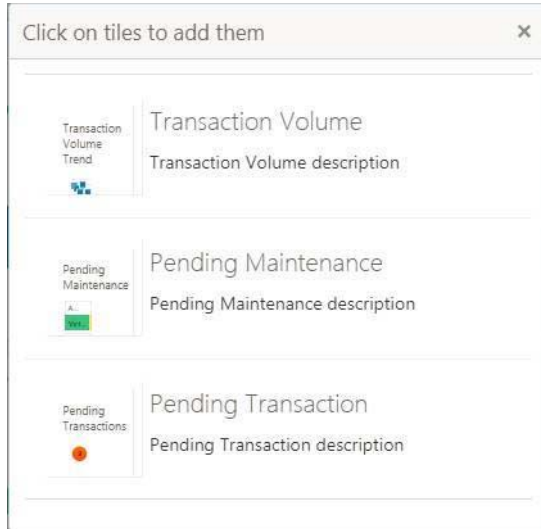 Click on tiles to add them
×
Transaction
Volume
Trend
Transaction Volume
Transaction Volume description
Pending
Maintenance
A...
Pending Maintenance
Pending Maintenance description
Pending
Transactions
Pending Transaction
Pending Transaction description